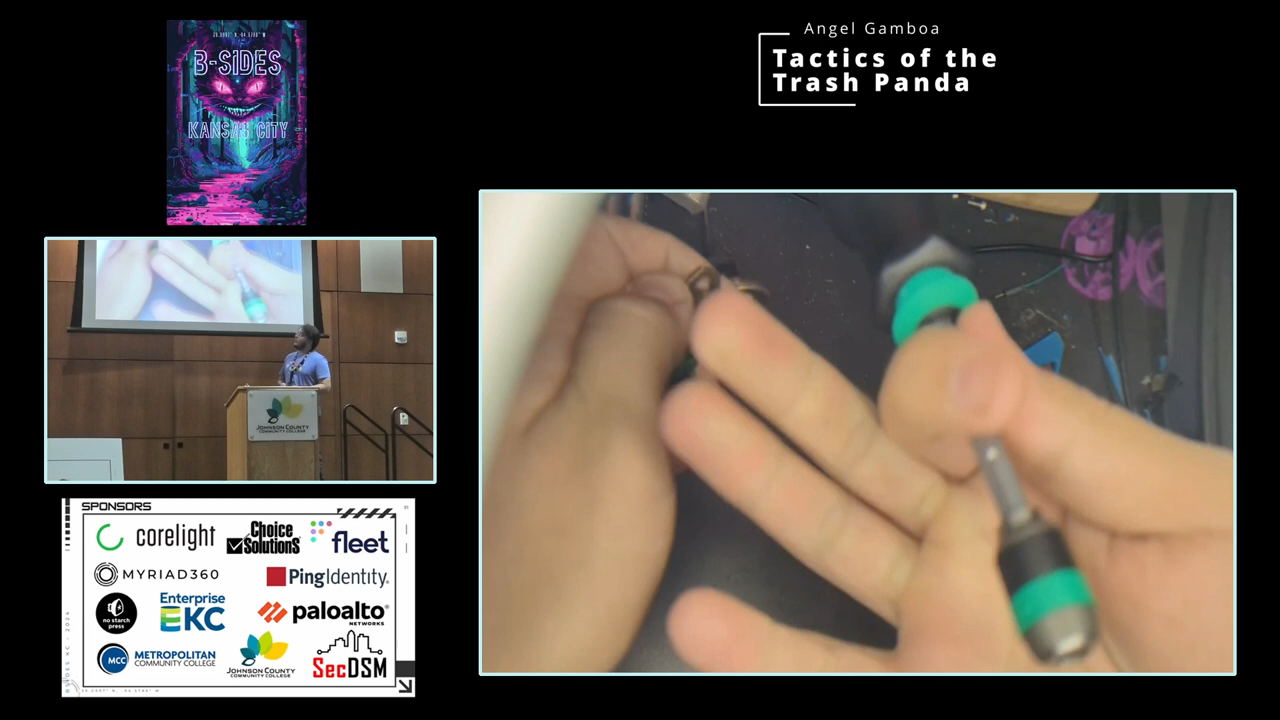 B-SIDES
KANSAS CITY
Angel Gamboa
Tactics of the
Trash Panda
JOHNSON COUNTY
COMMUNITY COLLEGE
SPONSORS
corelight
Choice
Solutions
fleet
MYRIAD360
PingIdentity
no starch
press
Enterprise
EKC
paloalto
NETWORKS
MCC
METROPOLITAN
COMMUNITY COLLEGE
JOHNSON COUNTY
COMMUNITY COLLEGE
SecDSM